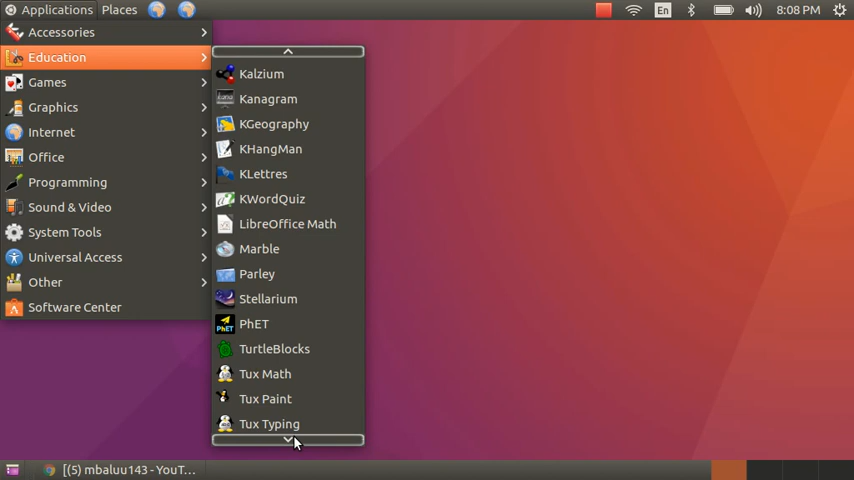 Applications Places En 8:08 PM
Accessories
Education
Games
Graphics
Internet
Office
Programming
Sound & Video
System Tools
Universal Access
Other
Software Center
Kalzium
Kanagram
KGeography
KHangMan
KLettres
KWordQuiz
LibreOffice Math
Marble
Parley
Stellarium
PhET
TurtleBlocks
Tux Math
Tux Paint
Tux Typing
[(5) mbaluu143 - YouT...